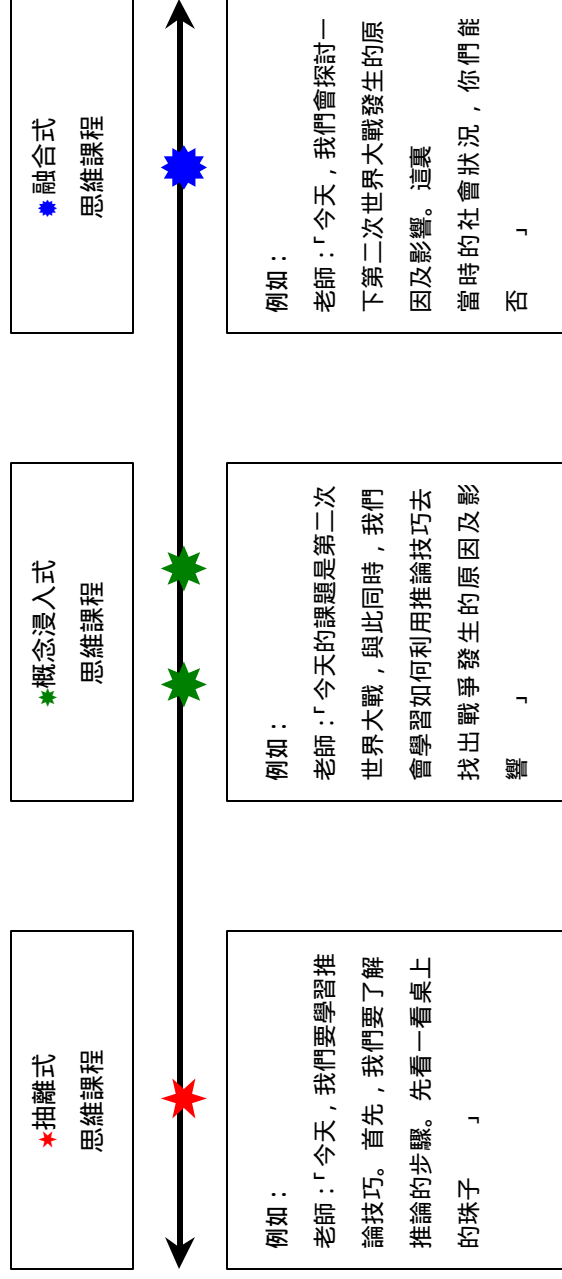 抽離式
思維課程
概念浸入式
思維課程
融合式
思維課程
例如：
老師：「今天，我們要學習推
論技巧。首先，我們要了解
推論的步驟。先看一看桌上
的珠子　　」
例如：
老師：「今天的課題是第二次
世界大戰，與此同時，我們
會學習如何利用推論技巧去
找出戰爭發生的原因及影
響　　」
例如：
老師：「今天，我們會探討一
下第二次世界大戰發生的原
因及影響。這裏
當時的社會狀況，你們能
否　　」